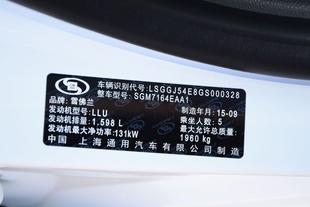 车辆识别代号:LSGGJ54E8GS000328
整车型号:SGM7164EAA1
雪佛兰 制造年月:15-09
发动机型号:LLU 乘坐人数:5
发动机排量:1.598 L 最大允许总质量:
发动机最大净功率:131kW 1960 kg
中国 上海通用汽车有限公司制造